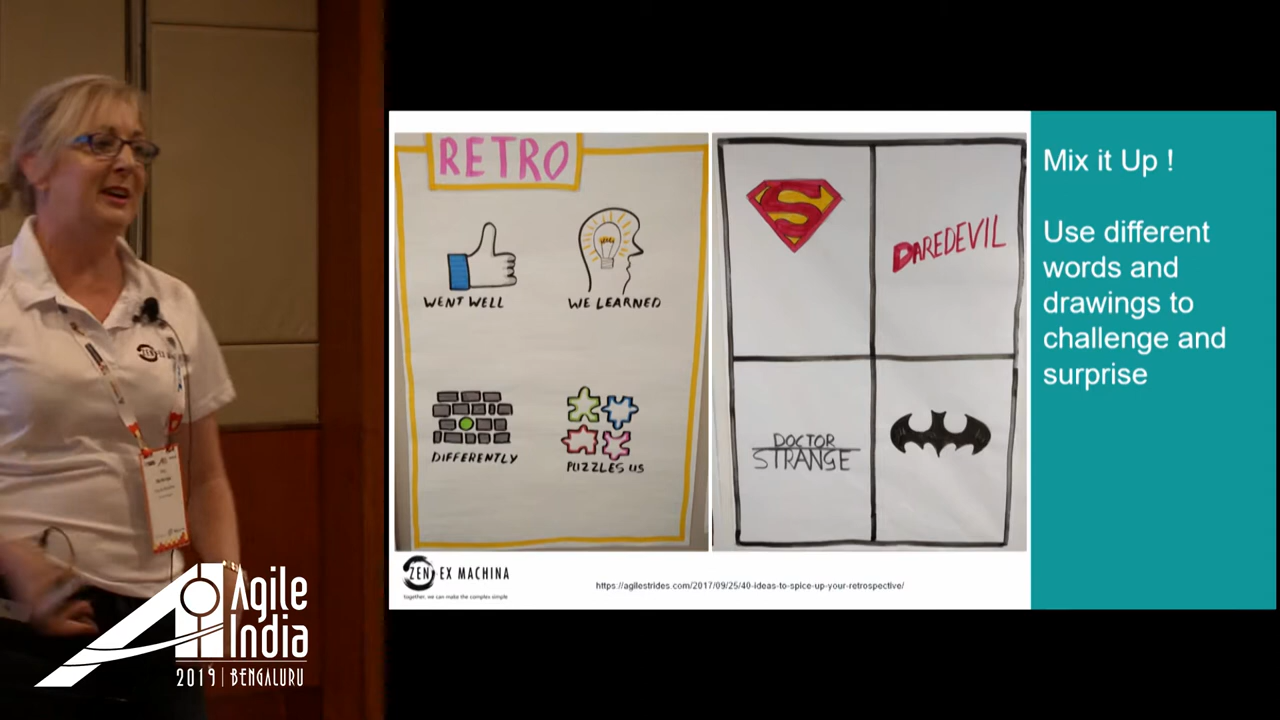 RETRO
WENT WELL
WE LEARNED
DIFFERENTLY
PUZZLES US
S
DAREDEVIL
DOCTOR
STRANGE
Mix it Up !
Use different
words and
drawings to
challenge and
surprise
ZEN EX MACHINA
together, we can make the complex simple
https://agilestrides.com/2017/09/25/40-ideas-to-spice-up-your-retrospective/
ZEN EX
Agile
India
2019 | BENGALURU